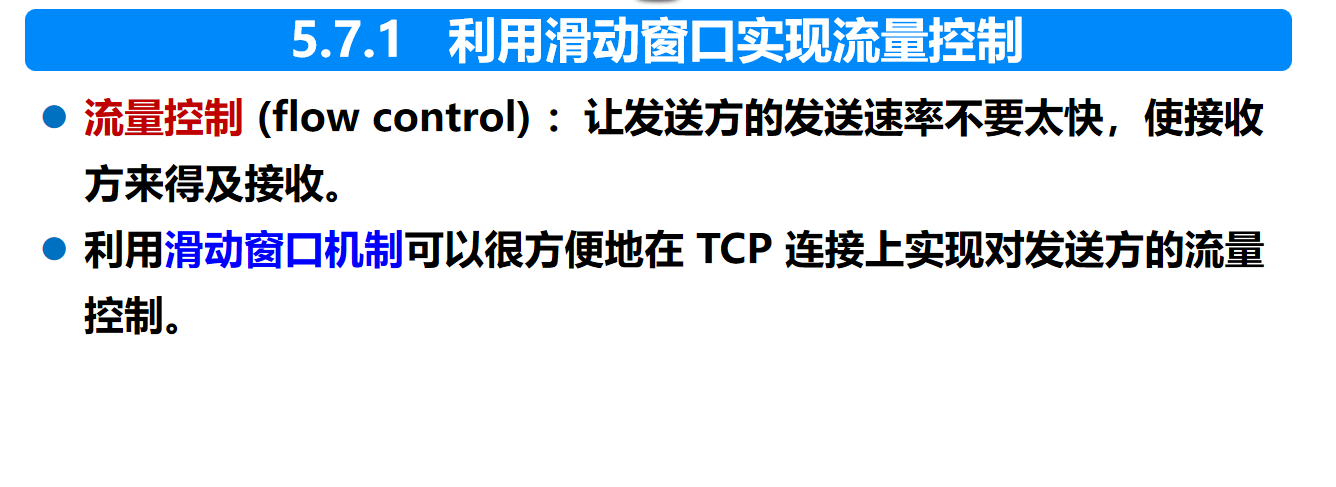 5.7.1 利用滑动窗口实现流量控制
流量控制 (flow control) ：让发送方的发送速率不要太快，使接收
方来得及接收。
利用滑动窗口机制可以很方便地在 TCP 连接上实现对发送方的流量
控制。